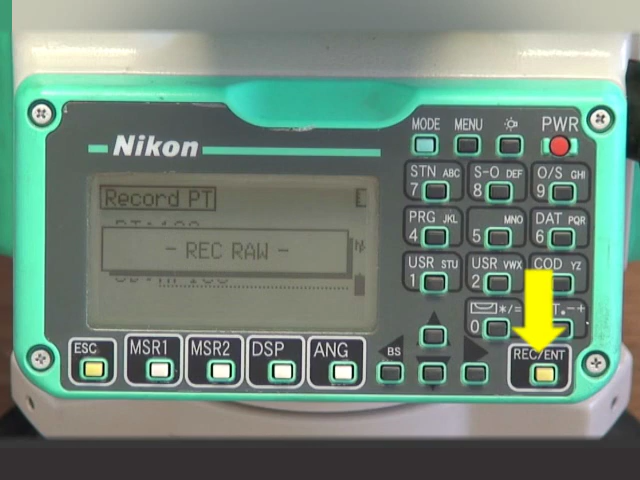 Nikon
MODE MENU PWR
STN ABC S-O DEF O/S GHI
7 8 9
PRG JKL MNO DAT PQR
4 5 6
USR STU USR VWX COD YZ
1 2
*/= .-+
0
Record PT
- REC RAW -
ESC MSR1 MSR2 DSP ANG BS REC/ENT